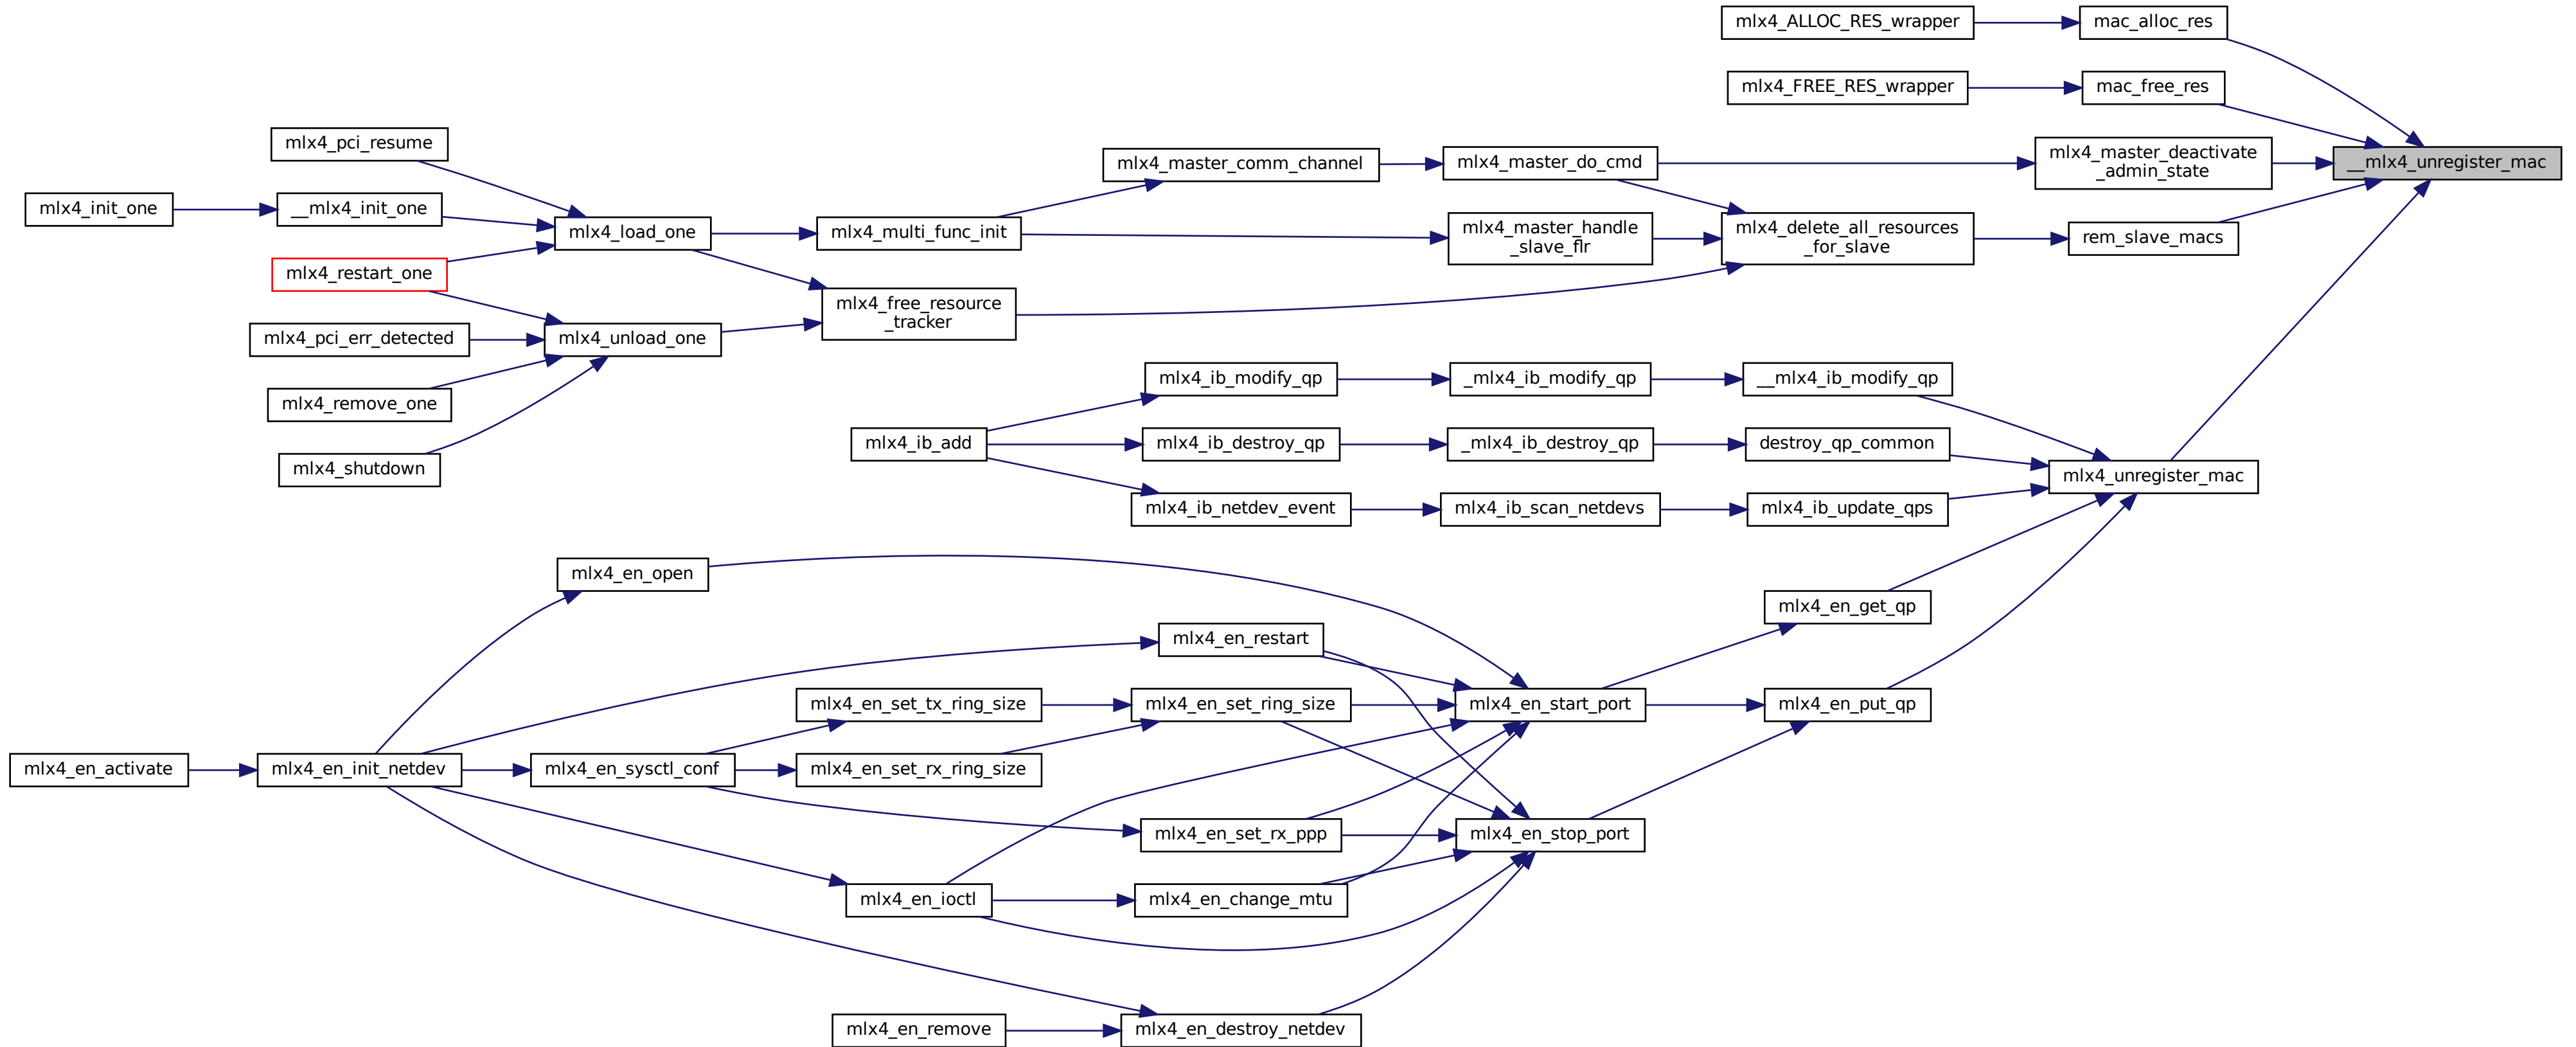 mlx4_ALLOC_RES_wrapper
mac_alloc_res
mlx4_FREE_RES_wrapper
mac_free_res
mlx4_pci_resume
mlx4_master_comm_channel
mlx4_master_do_cmd
mlx4_master_deactivate
_admin_state
__mlx4_unregister_mac
mlx4_init_one
__mlx4_init_one
mlx4_load_one
mlx4_multi_func_init
mlx4_master_handle
_slave_flr
mlx4_delete_all_resources
_for_slave
rem_slave_macs
mlx4_restart_one
mlx4_free_resource
_tracker
mlx4_pci_err_detected
mlx4_unload_one
mlx4_remove_one
mlx4_shutdown
mlx4_ib_modify_qp
_mlx4_ib_modify_qp
__mlx4_ib_modify_qp
mlx4_ib_add
mlx4_ib_destroy_qp
_mlx4_ib_destroy_qp
destroy_qp_common
mlx4_unregister_mac
mlx4_ib_netdev_event
mlx4_ib_scan_netdevs
mlx4_ib_update_qps
mlx4_en_open
mlx4_en_get_qp
mlx4_en_restart
mlx4_en_set_tx_ring_size
mlx4_en_set_ring_size
mlx4_en_start_port
mlx4_en_put_qp
mlx4_en_activate
mlx4_en_init_netdev
mlx4_en_sysctl_conf
mlx4_en_set_rx_ring_size
mlx4_en_set_rx_ppp
mlx4_en_stop_port
mlx4_en_ioctl
mlx4_en_change_mtu
mlx4_en_remove
mlx4_en_destroy_netdev